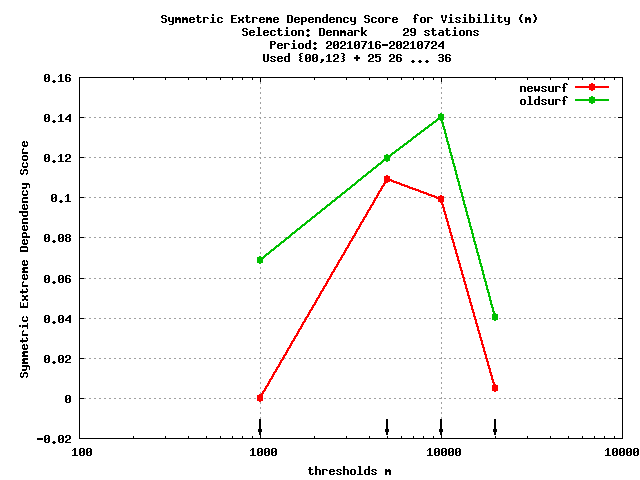 Symmetric Extreme Dependency Score  for Visibility (m)
Selection: Denmark     29 stations
Period: 20210716-20210724
Used {00,12} + 25 26 ... 36
newsurf
oldsurf
Symmetric Extreme Dependency Score
0.16
0.14
0.12
0.1
0.08
0.06
0.04
0.02
0
-0.02
100 1000 10000 100000
thresholds m